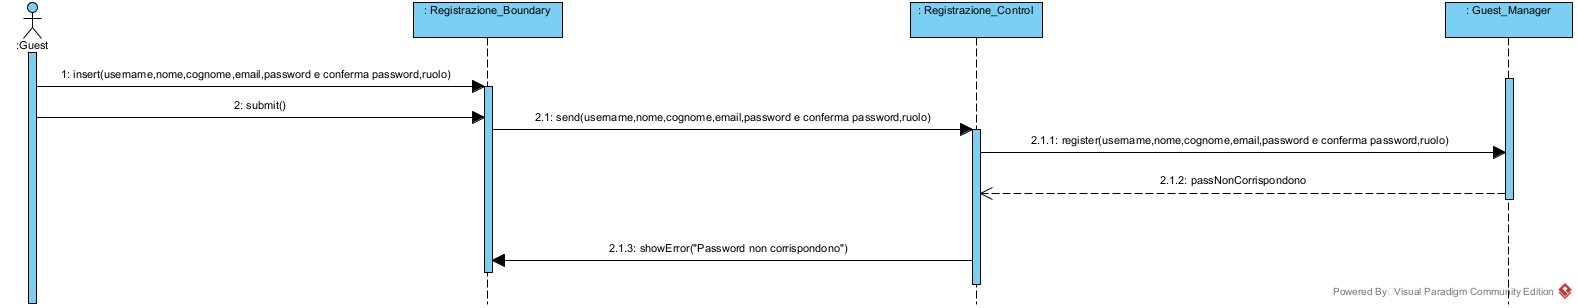 : Registrazione_Boundary
: Registrazione_Control
: Guest_Manager
:Guest
1: insert(username,nome,cognome,email,password e conferma password,ruolo)
2: submit()
2.1: send(username,nome,cognome,email,password e conferma password,ruolo)
2.1.1: register(username,nome,cognome,email,password e conferma password,ruolo)
2.1.2: passNonCorrispondono
2.1.3: showError("Password non corrispondono")
Powered By Visual Paradigm Community Edition